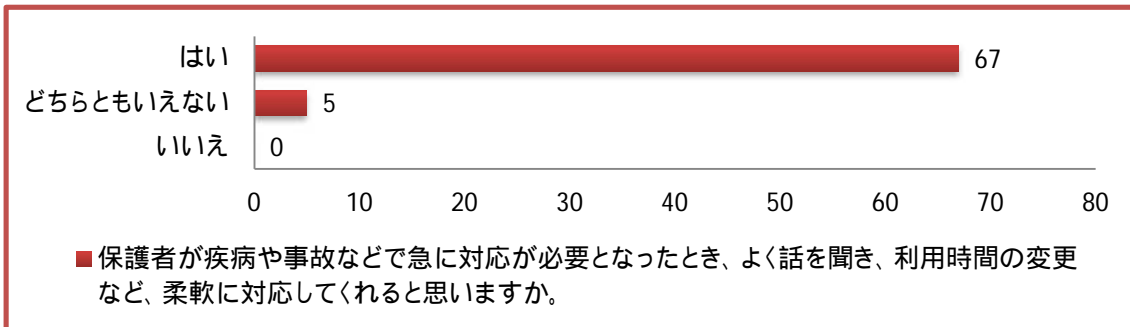 はい 67
どちらともいえない 5
いいえ 0
0 10 20 30 40 50 60 70 80
保護者が疾病や事故などで急に対応が必要となったとき、よく話を聞き、利用時間の変更
など、柔軟に対応してくれると思いますか。